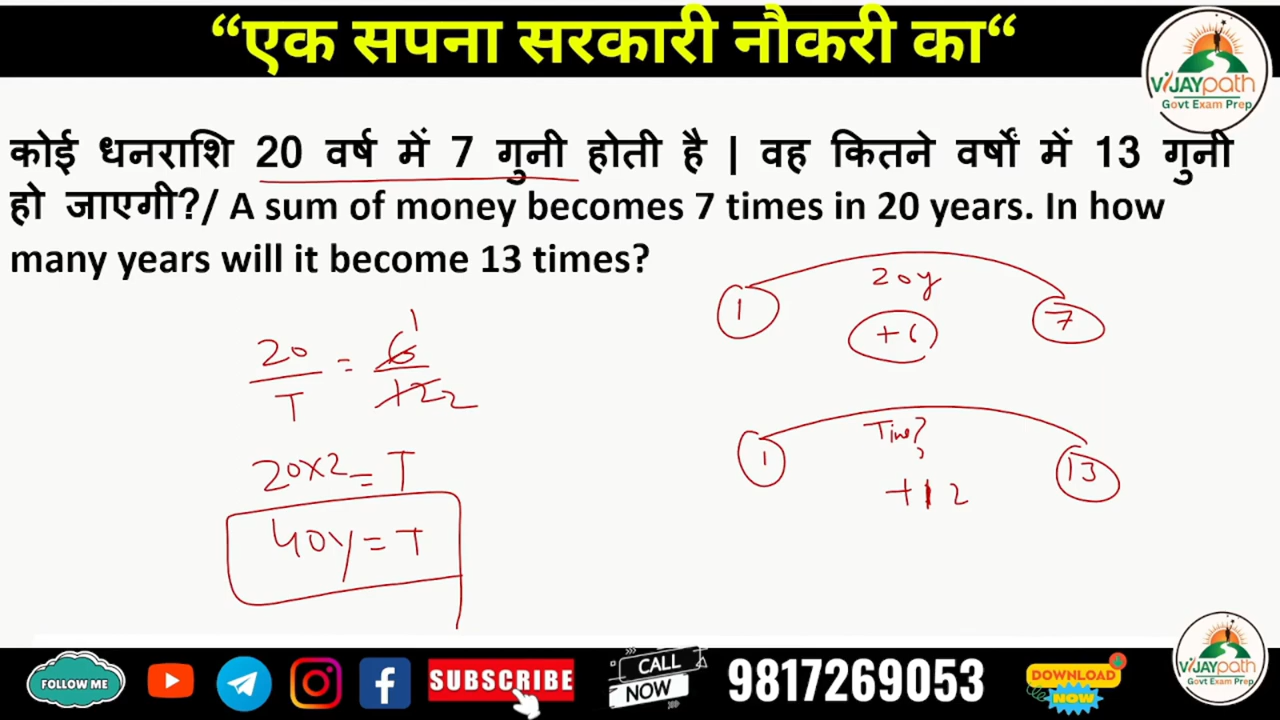 “एक सपना सरकारी नौकरी का“
VIJAYpath
Govt Exam Prep
कोई धनराशि 20 वर्ष में 7 गुनी होती है | वह कितने वर्षों में 13 गुनी
हो जाएगी?/ A sum of money becomes 7 times in 20 years. In how
many years will it become 13 times?
20y
1 +6 7
1
20/T = 6/12 2
Time?
1 +12 13
20x2 = T
40y = T
VIJAYpath
Govt Exam Prep
FOLLOW ME
SUBSCRIBE
CALL
NOW
9817269053
DOWNLOAD
NOW